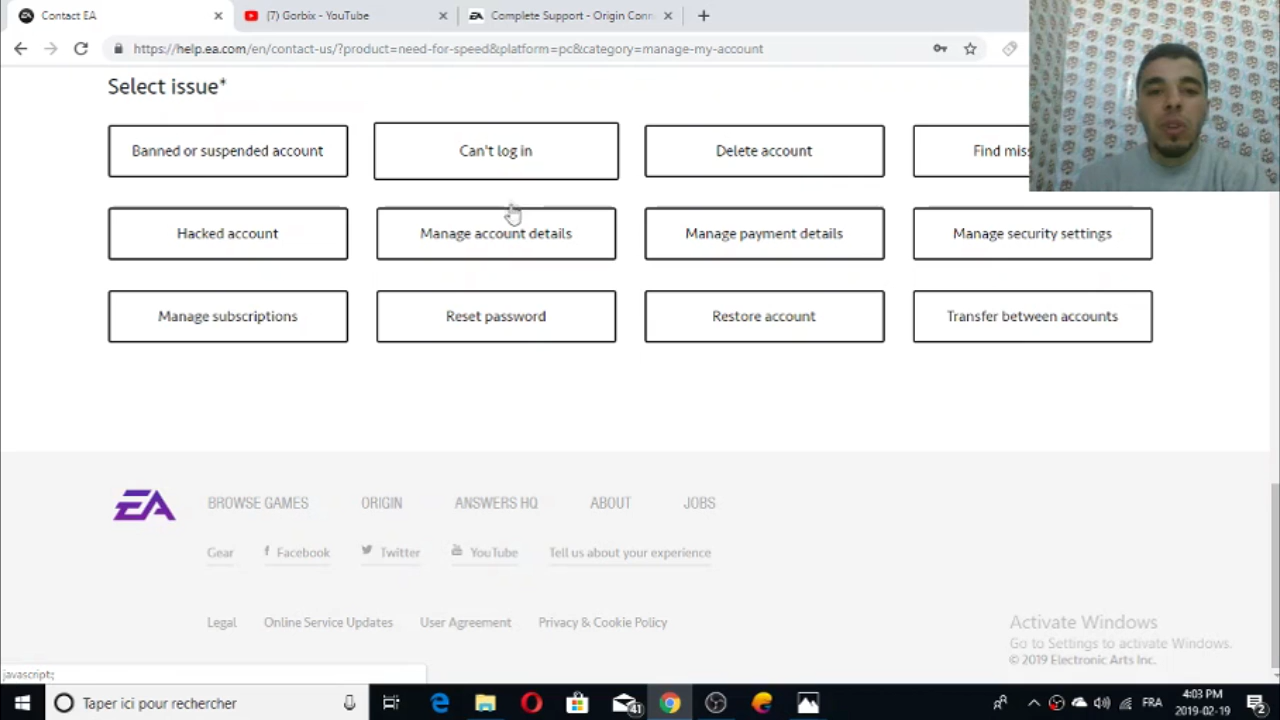 Contact EA
(7) Gorbix - YouTube
Complete Support - Origin Conn
https://help.ea.com/en/contact-us/?product=need-for-speed&platform=pc&category=manage-my-account
Select issue*
Banned or suspended account
Can't log in
Delete account
Find miss
Hacked account
Manage account details
Manage payment details
Manage security settings
Manage subscriptions
Reset password
Restore account
Transfer between accounts
EA
BROWSE GAMES
ORIGIN
ANSWERS HQ
ABOUT
JOBS
Gear
Facebook
Twitter
YouTube
Tell us about your experience
Legal
Online Service Updates
User Agreement
Privacy & Cookie Policy
Activate Windows
Go to Settings to activate Windows.
© 2019 Electronic Arts Inc.
javascript;
Taper ici pour rechercher
41
FRA
4:03 PM
2019-02-19
2